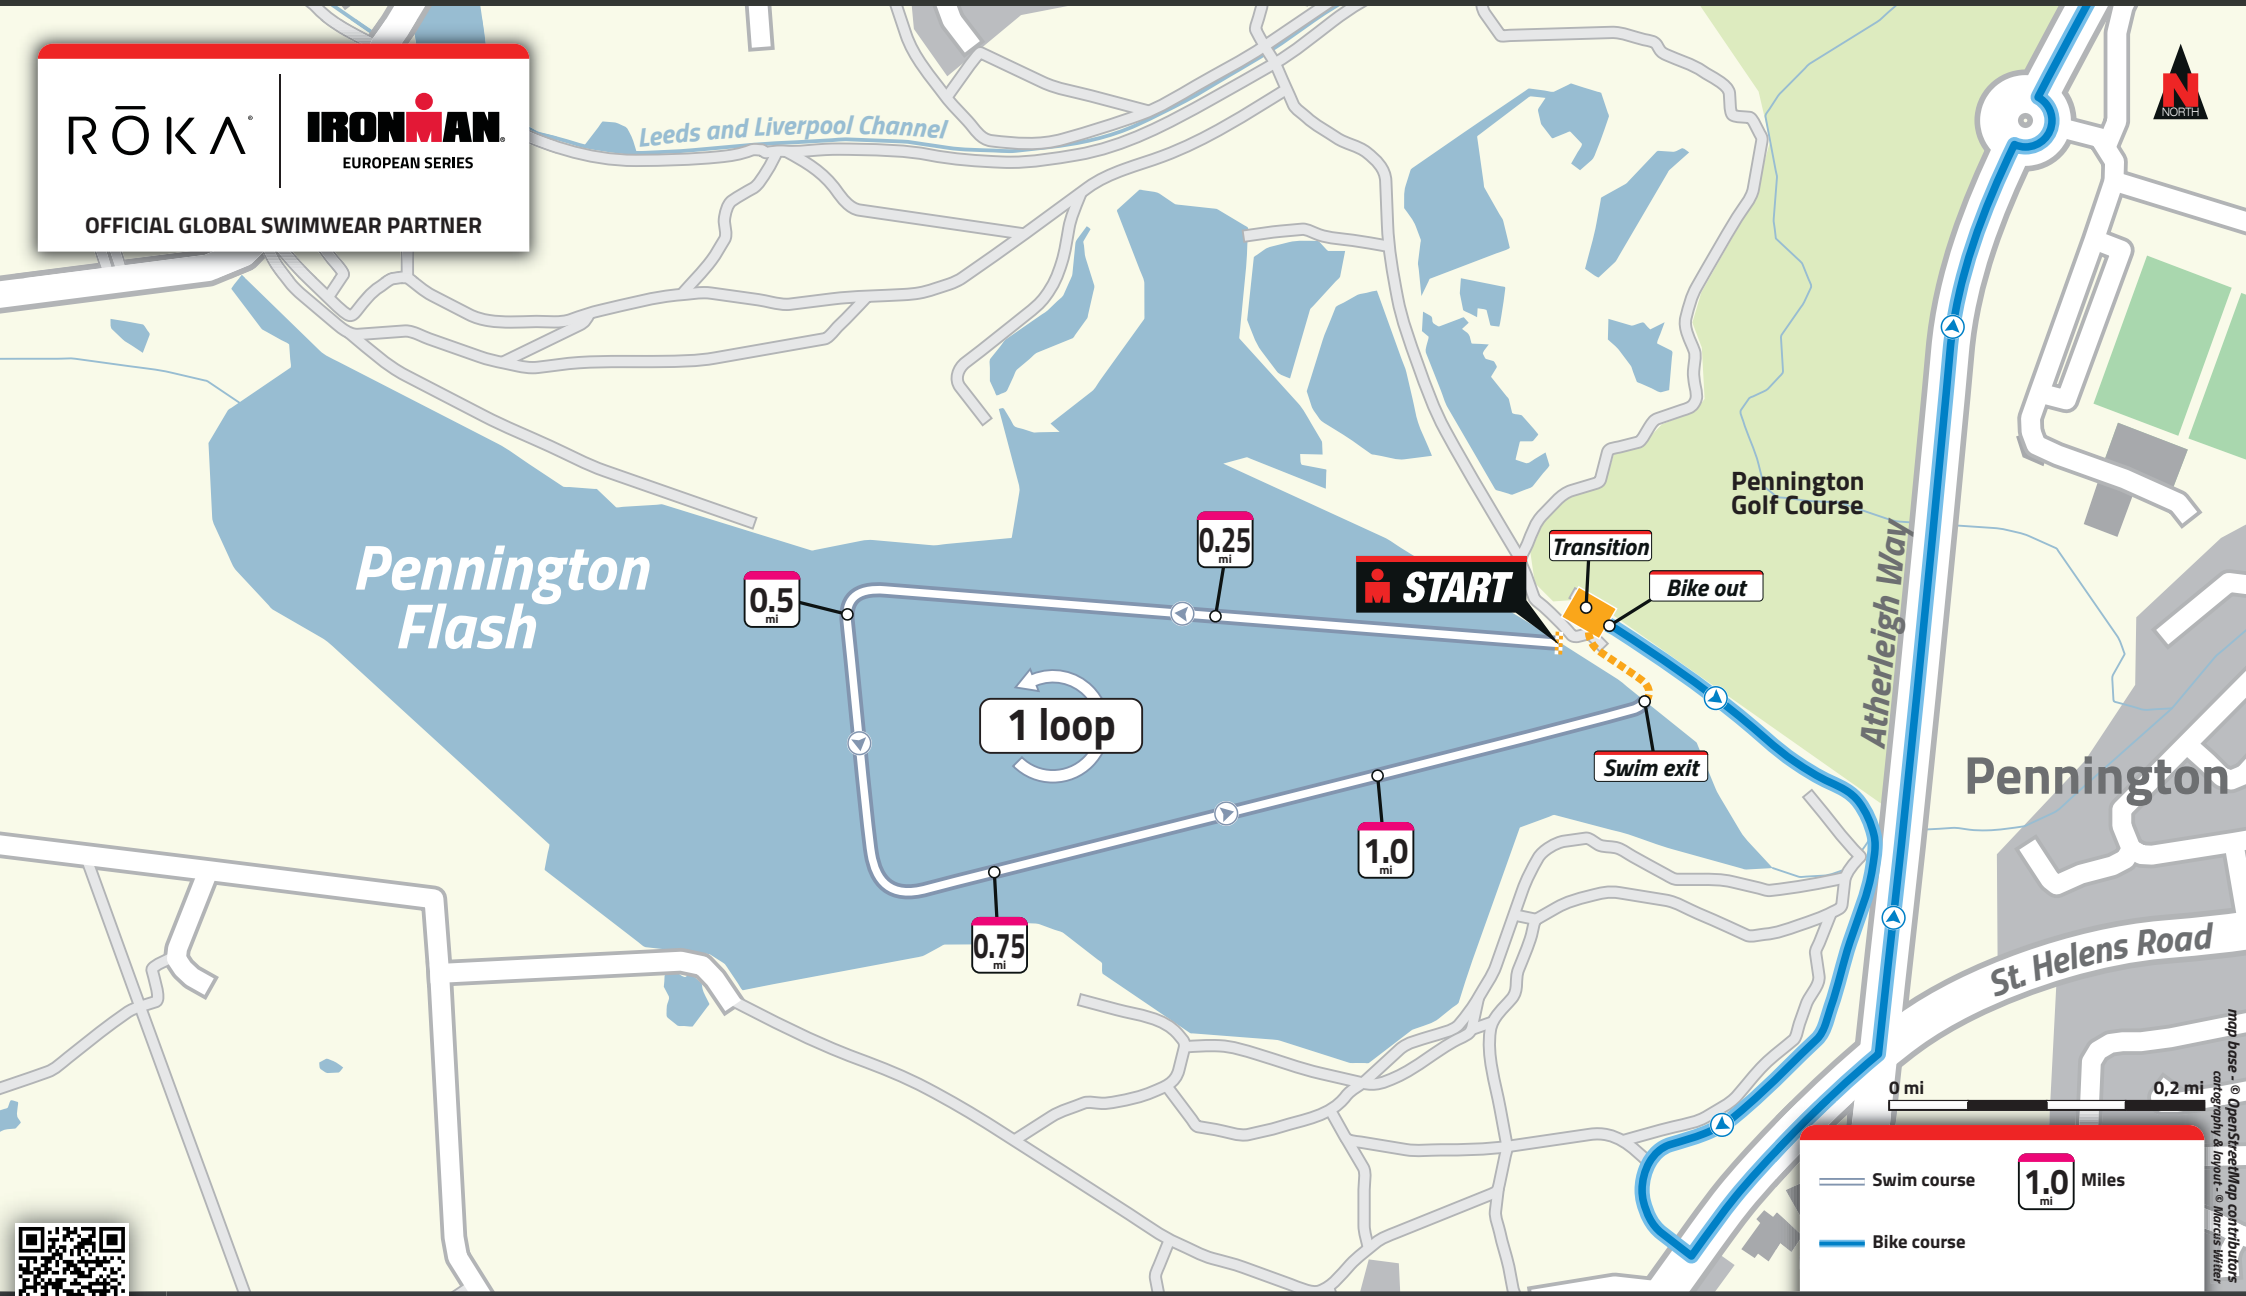 RŌKA
IRONMAN
EUROPEAN SERIES
OFFICIAL GLOBAL SWIMWEAR PARTNER
Leeds and Liverpool Channel
N
NORTH
Pennington
Golf Course
Atherleigh Way
0.25
mi
Transition
START
Bike out
Pennington
Flash
0.5
mi
1 loop
Swim exit
Pennington
1.0
mi
0.75
mi
St. Helens Road
0 mi
0,2 mi
Swim course
1.0
mi
Miles
Bike course
map base - © OpenStreetMap contributors
cartography & layout - © Marcus Witter